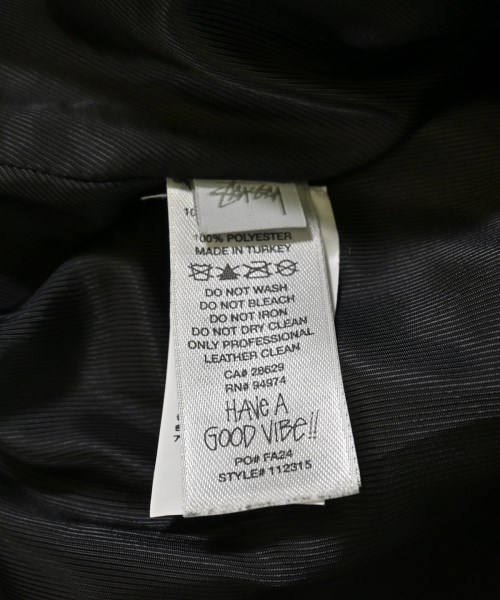 Stüssy
10
100% POLYESTER
MADE IN TURKEY
DO NOT WASH
DO NOT BLEACH
DO NOT IRON
DO NOT DRY CLEAN
ONLY PROFESSIONAL
LEATHER CLEAN
CA# 28629
RN# 94974
HAVE A
GOOD VIBE!!
PO# FA24
STYLE# 112315